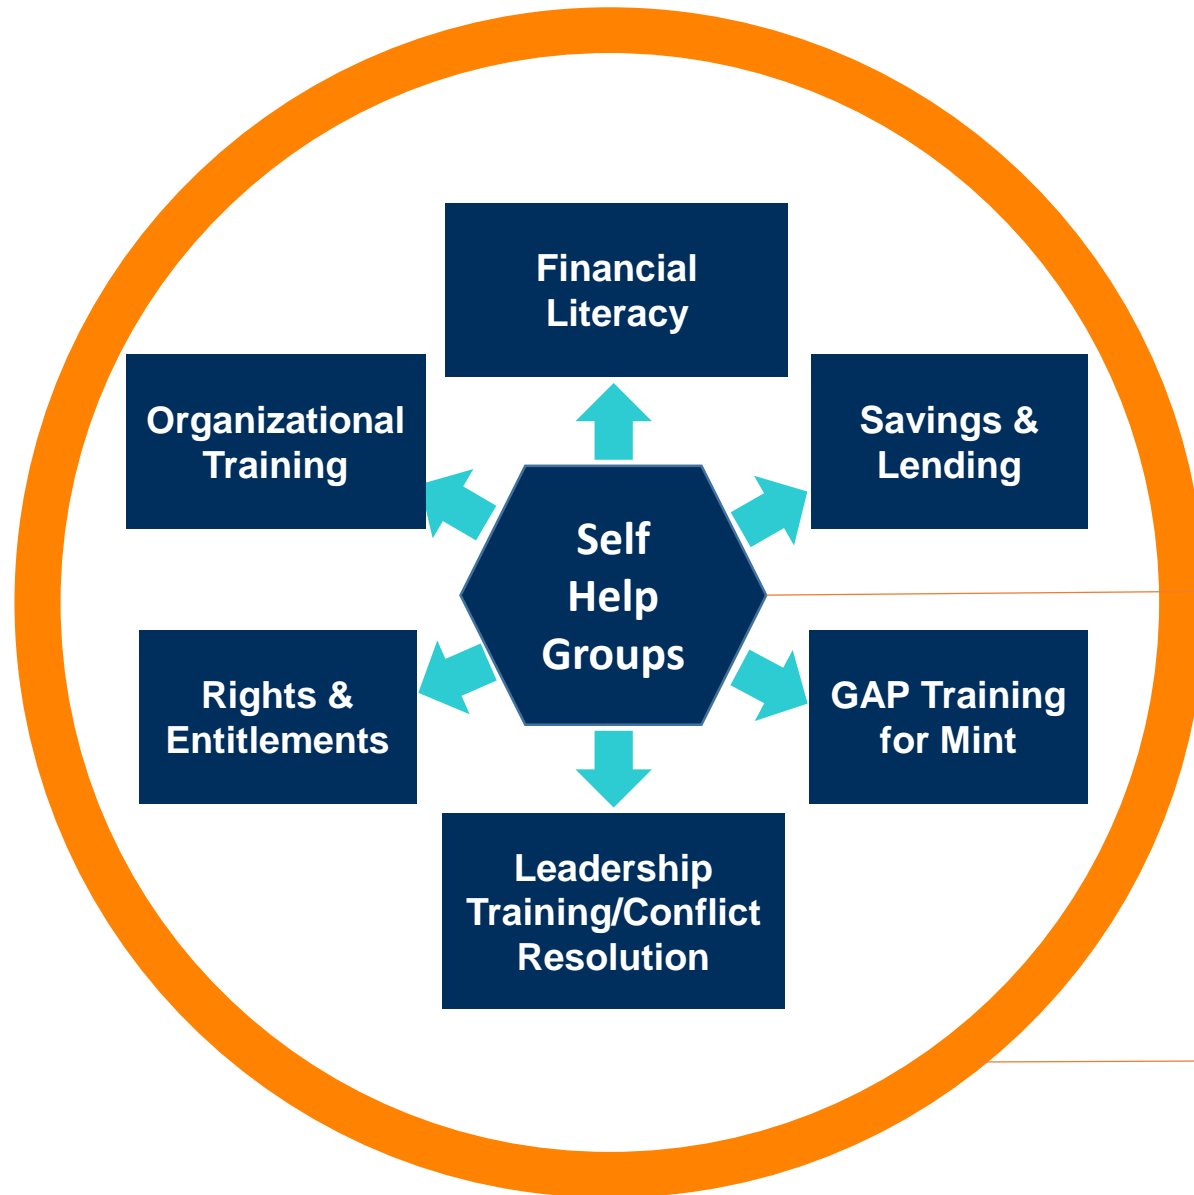 Financial
Literacy
Organizational
Training
Savings &
Lending
Self
Help
Groups
Rights &
Entitlements
GAP Training
for Mint
Leadership
Training/Conflict
Resolution